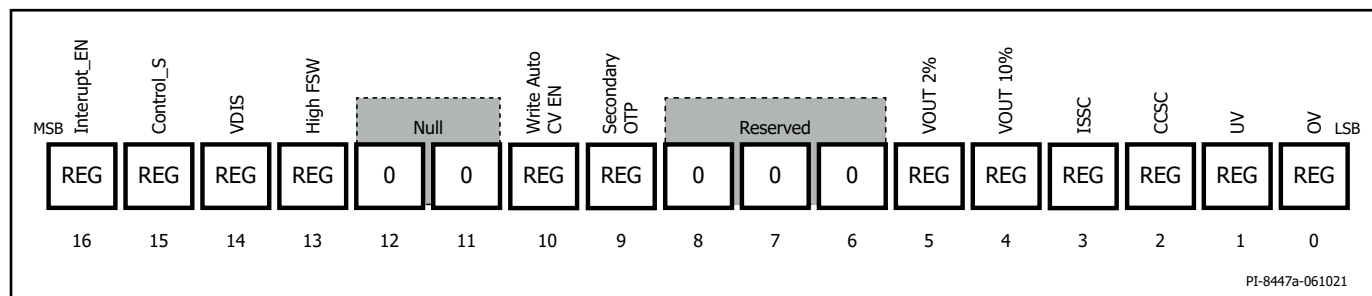 MSB
Interupt_EN
Control_S
VDIS
High FSW
Null
Write Auto
CV EN
Secondary
OTP
Reserved
VOUT 2%
VOUT 10%
ISSC
CCSC
UV
OV
LSB
REG REG REG REG 0 0 REG REG 0 0 0 REG REG REG REG REG REG
16 15 14 13 12 11 10 9 8 7 6 5 4 3 2 1 0
PI-8447a-061021